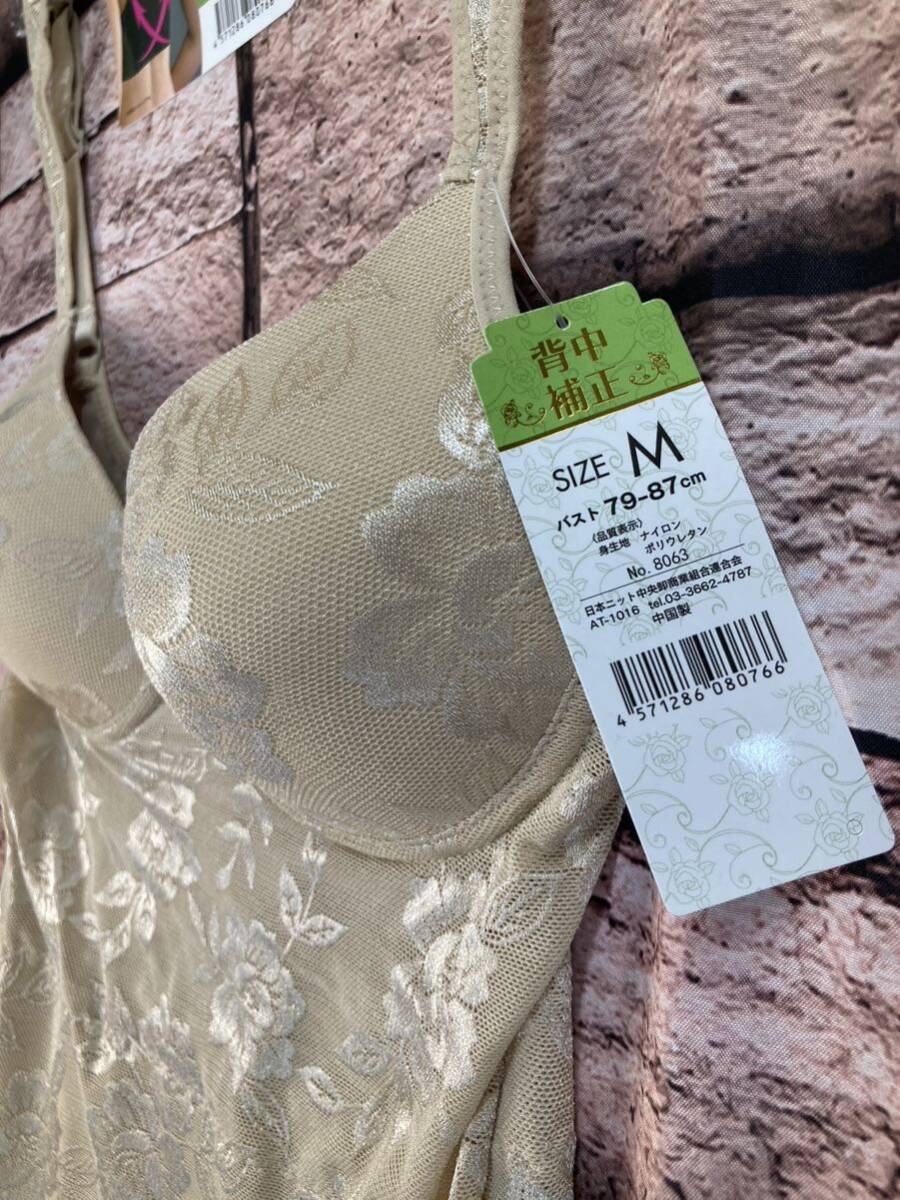 4571286 080766
背中
補正
SIZE M
バスト 79-87cm
〈品質表示〉
身生地 ナイロン
ポリウレタン
No. 8063
日本ニット中央卸商業組合連合会
AT-1016 tel.03-3662-4787
中国製
4 571286 080766